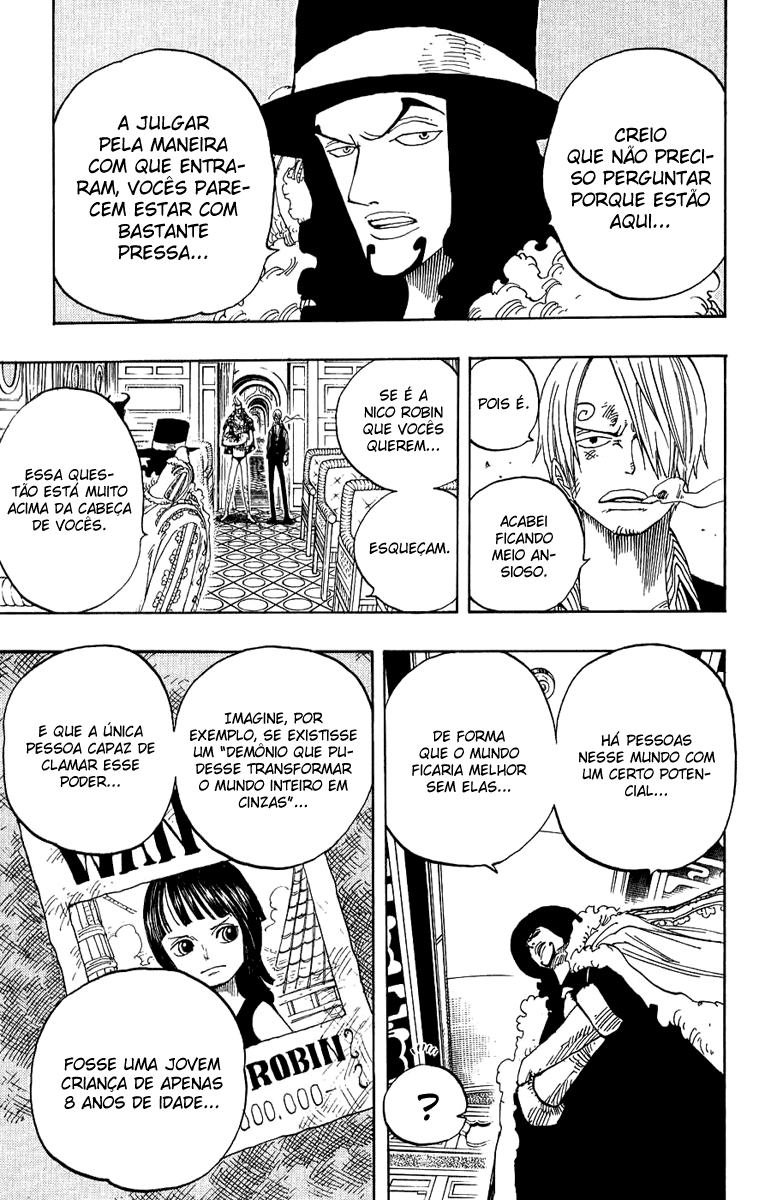 CREIO
QUE NÃO PRECI-
SO PERGUNTAR
PORQUE ESTÃO
AQUI...
A JULGAR
PELA MANEIRA
COM QUE ENTRA-
RAM, VOCÊS PARE-
CEM ESTAR COM
BASTANTE
PRESSA...
POIS É.
ACABEI
FICANDO
MEIO AN-
SIOSO.
SE É A
NICO ROBIN
QUE VOCÊS
QUEREM...
ESQUEÇAM.
ESSA QUES-
TÃO ESTÁ MUITO
ACIMA DA CABEÇA
DE VOCÊS.
HÁ PESSOAS
NESSE MUNDO COM
UM CERTO POTEN-
CIAL...
DE FORMA
QUE O MUNDO
FICARIA MELHOR
SEM ELAS...
?
IMAGINE, POR
EXEMPLO, SE EXISTISSE
UM "DEMÔNIO QUE PU-
DESSE TRANSFORMAR
O MUNDO INTEIRO EM
CINZAS"...
E QUE A ÚNICA
PESSOA CAPAZ DE
CLAMAR ESSE
PODER...
WAN
ROBIN
00.000
FOSSE UMA JOVEM
CRIANÇA DE APENAS
8 ANOS DE IDADE...